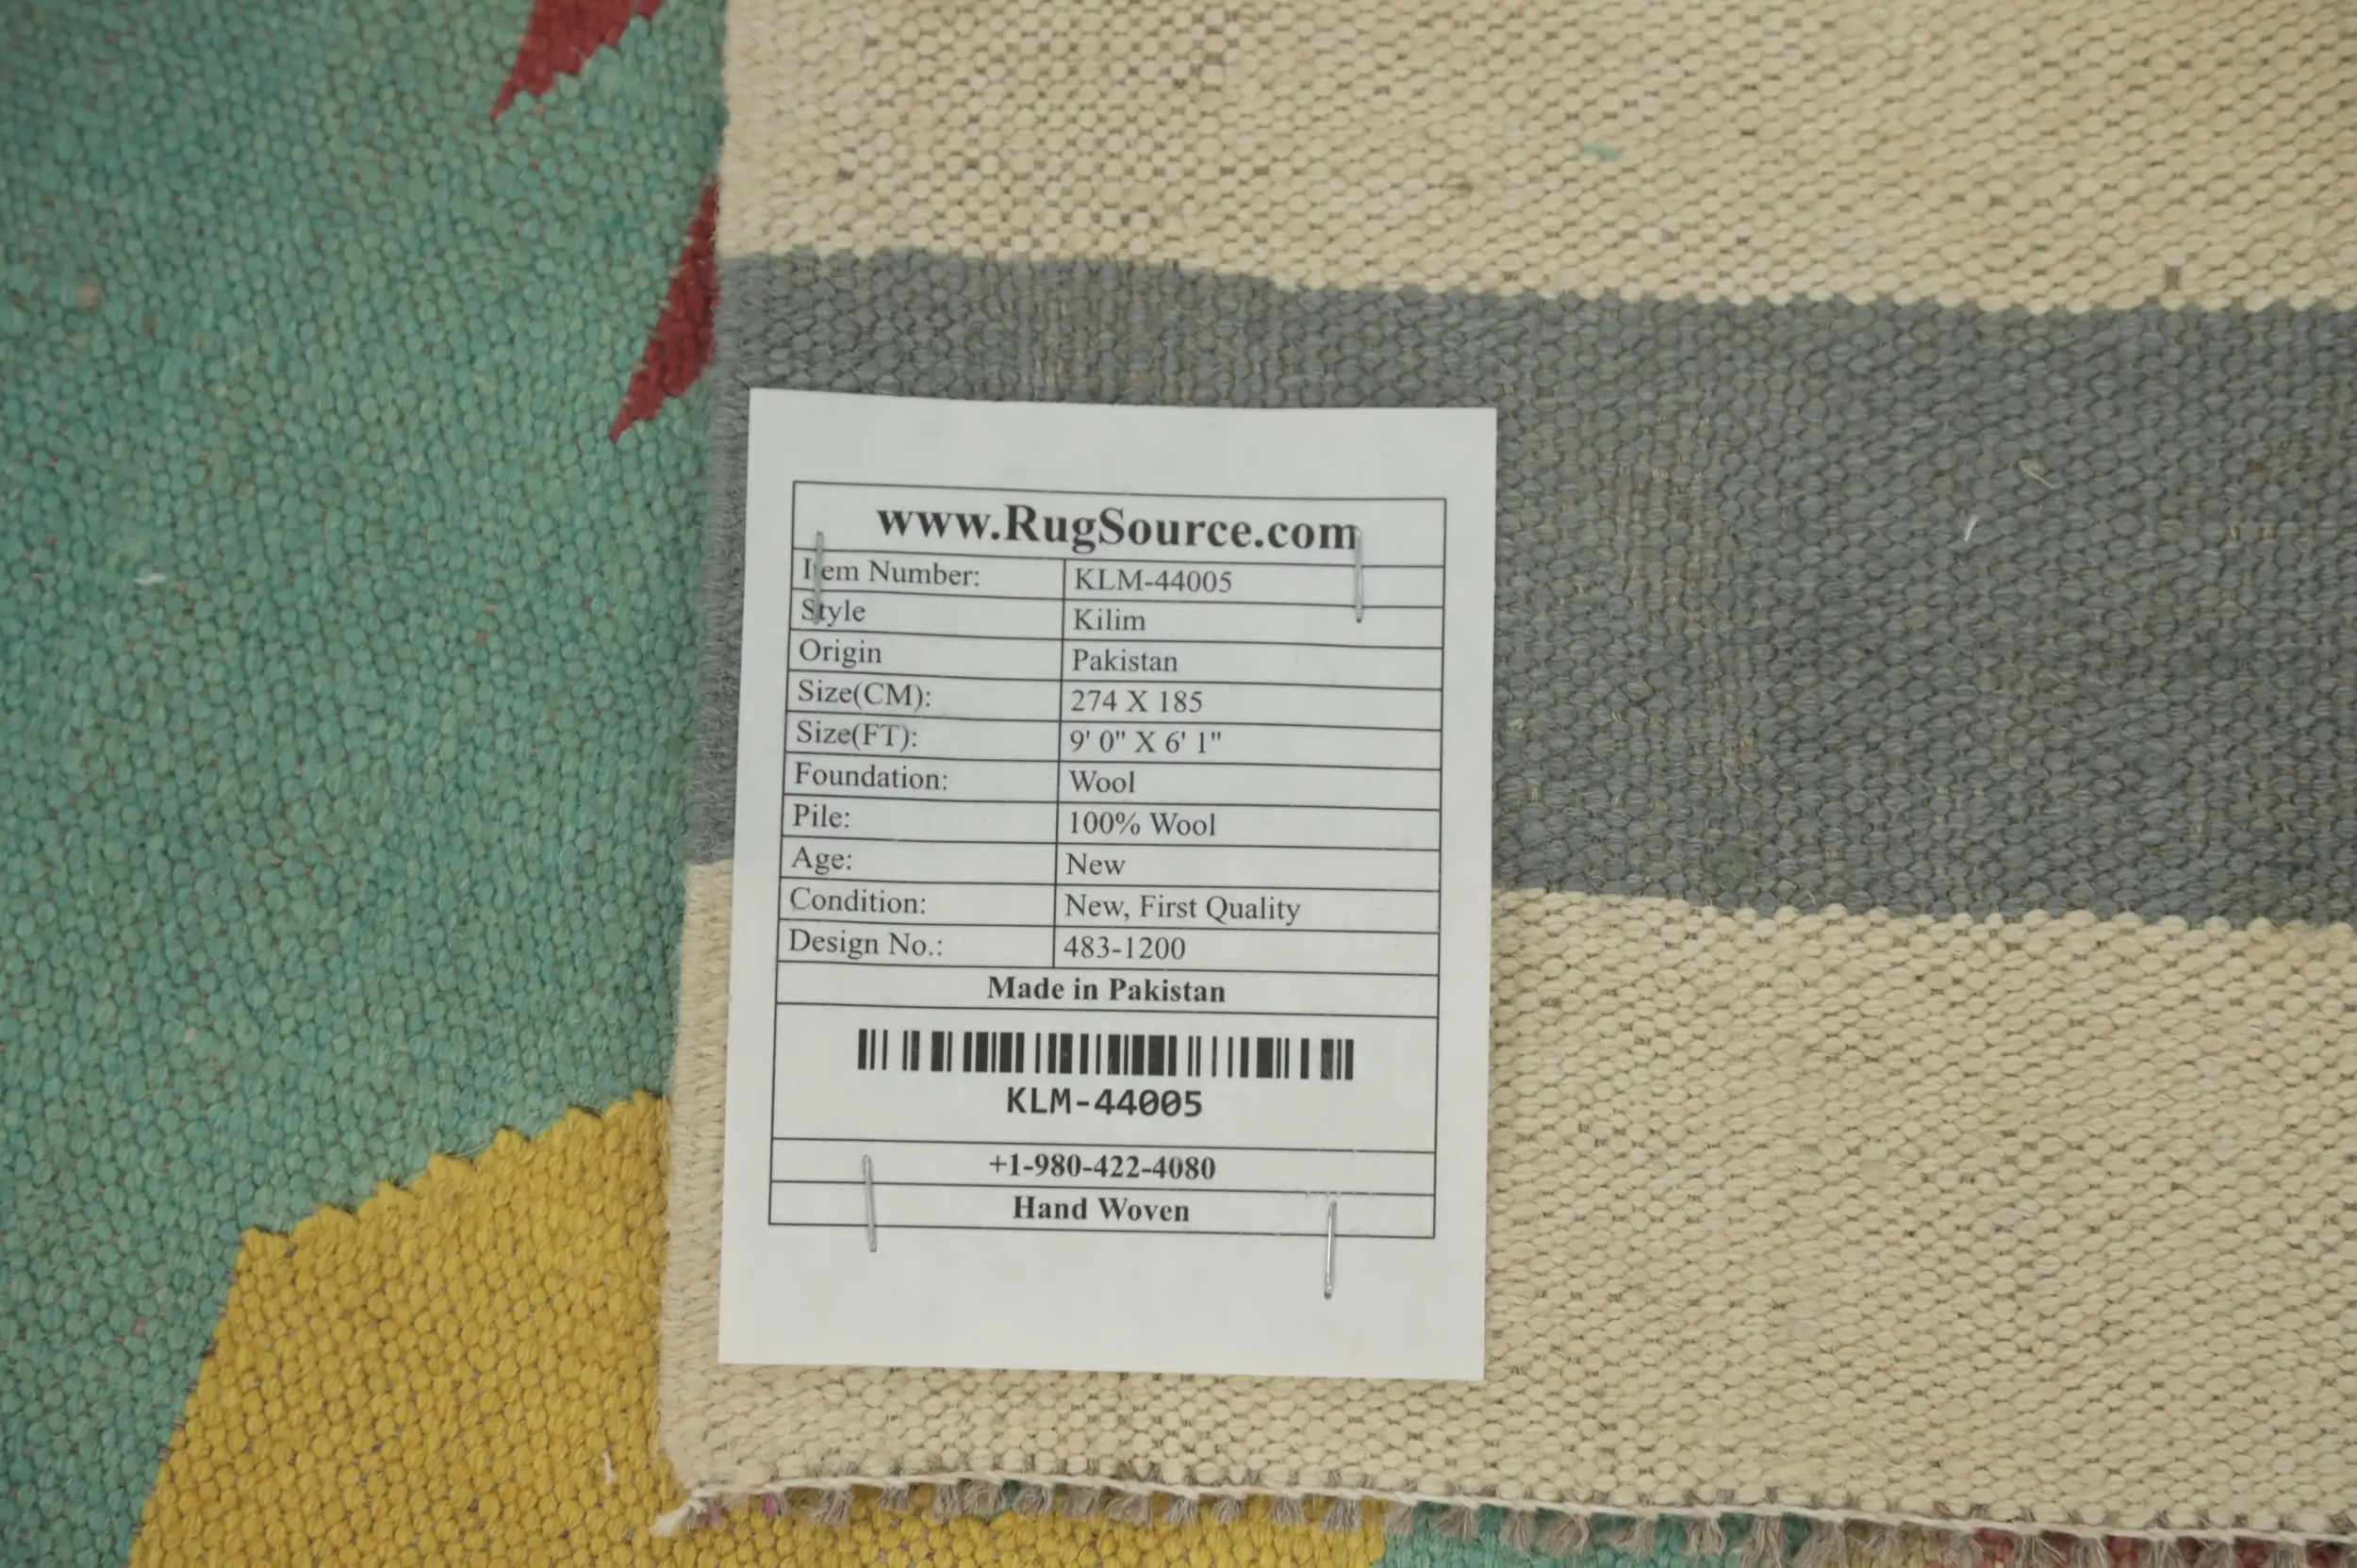 www.RugSource.com
Item Number: KLM-44005
Style Kilim
Origin Pakistan
Size(CM): 274 X 185
Size(FT): 9' 0" X 6' 1"
Foundation: Wool
Pile: 100% Wool
Age: New
Condition: New, First Quality
Design No.: 483-1200
Made in Pakistan
KLM-44005
+1-980-422-4080
Hand Woven